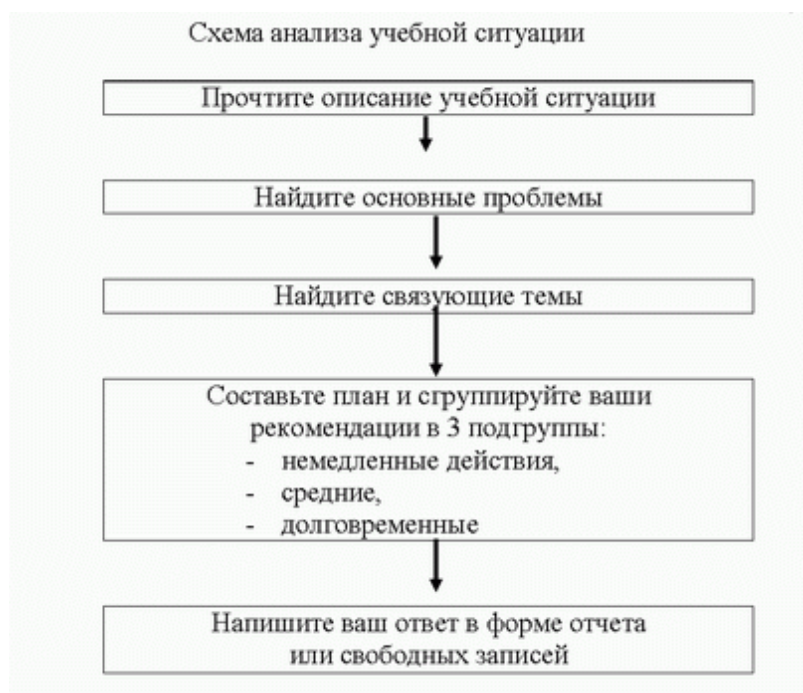 Схема анализа учебной ситуации
Прочтите описание учебной ситуации
Найдите основные проблемы
Найдите связующие темы
Составьте план и сгруппируйте ваши
рекомендации в 3 подгруппы:
- немедленные действия,
- средние,
- долговременные
Напишите ваш ответ в форме отчета
или свободных записей